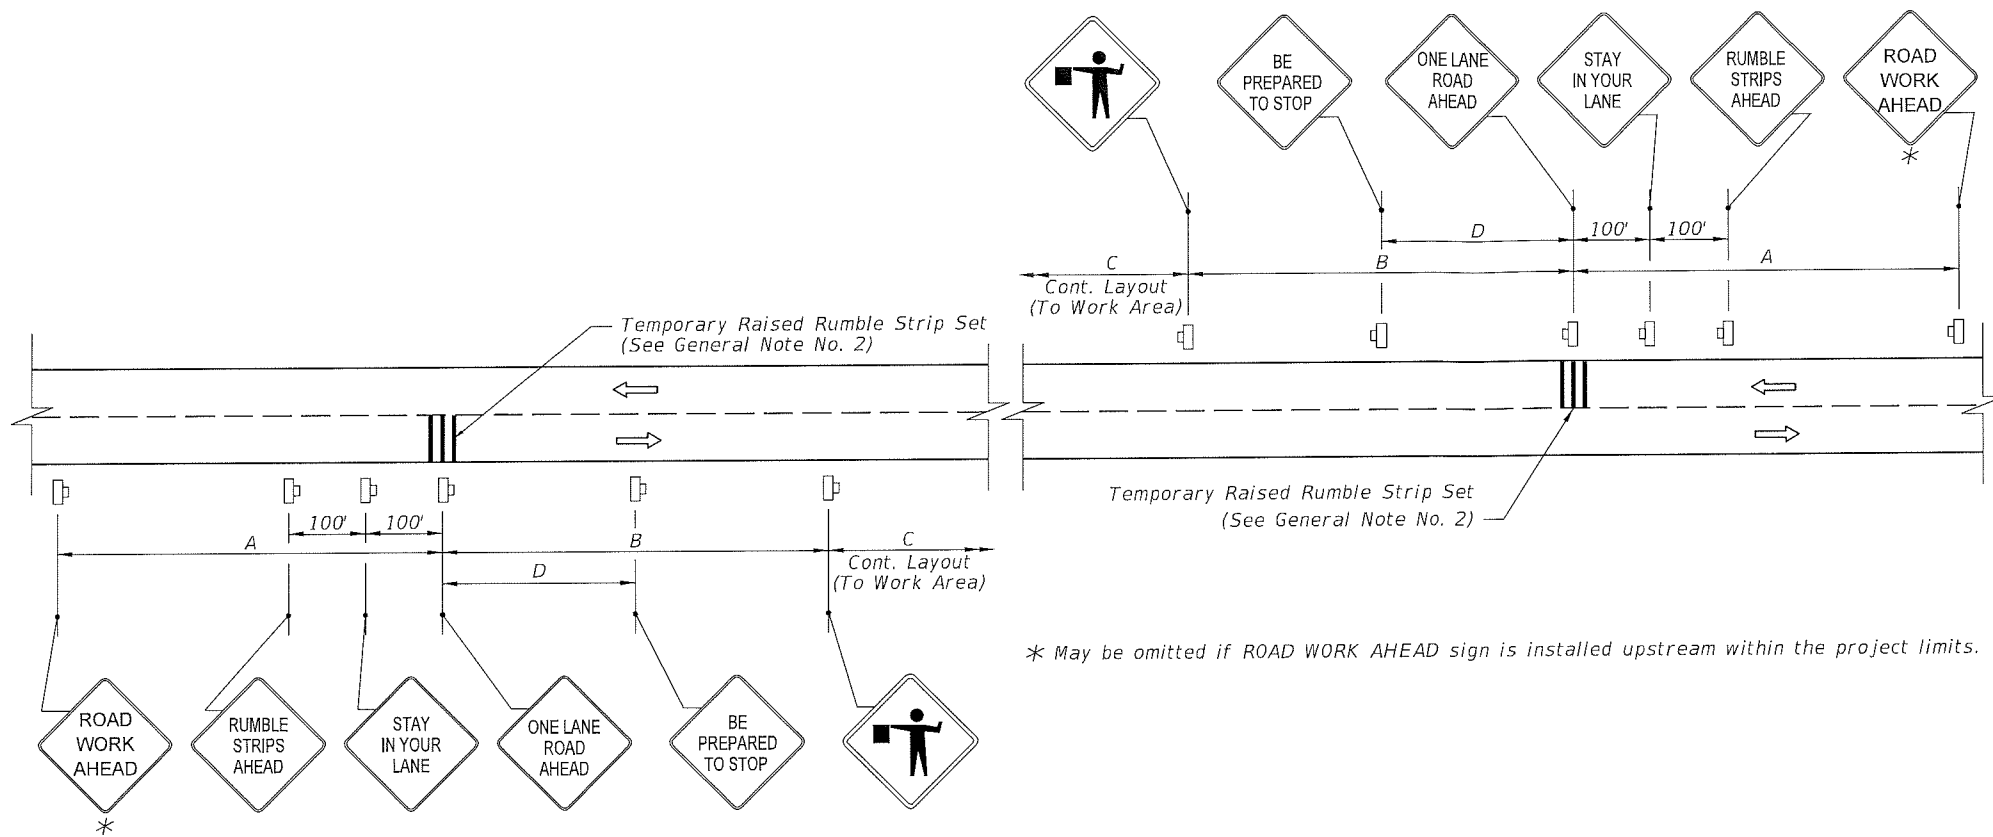 BE
PREPARED
TO STOP
ONE LANE
ROAD
AHEAD
STAY
IN YOUR
LANE
RUMBLE
STRIPS
AHEAD
ROAD
WORK
AHEAD
*
D
100'
100'
C
B
A
Cont. Layout
(To Work Area)
Temporary Raised Rumble Strip Set
(See General Note No. 2)
Temporary Raised Rumble Strip Set
(See General Note No. 2)
100'
100'
A
B
C
Cont. Layout
(To Work Area)
D
* May be omitted if ROAD WORK AHEAD sign is installed upstream within the project limits.
ROAD
WORK
AHEAD
*
RUMBLE
STRIPS
AHEAD
STAY
IN YOUR
LANE
ONE LANE
ROAD
AHEAD
BE
PREPARED
TO STOP